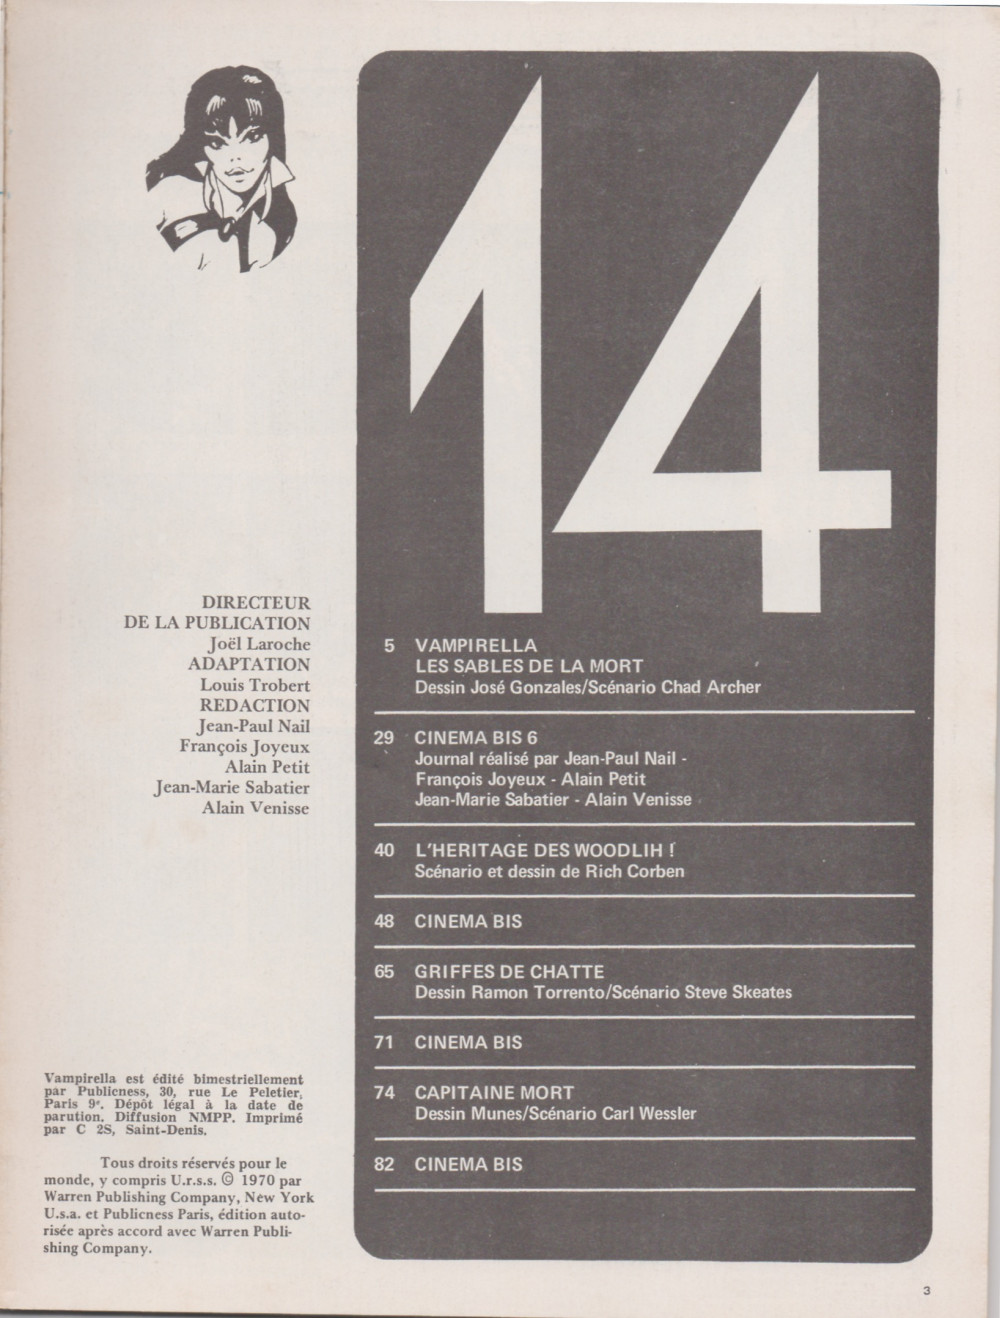 14
DIRECTEUR
DE LA PUBLICATION
Joël Laroche
ADAPTATION
Louis Trobert
REDACTION
Jean-Paul Nail
François Joyeux
Alain Petit
Jean-Marie Sabatier
Alain Venisse
Vampirella est édité bimestriellement
par Publicness, 30, rue Le Peletier,
Paris 9e. Dépôt légal à la date de
parution. Diffusion NMPP. Imprimé
par C 2S, Saint-Denis.
Tous droits réservés pour le
monde, y compris U.r.s.s. © 1970 par
Warren Publishing Company, New York
U.s.a. et Publicness Paris, édition auto-
risée après accord avec Warren Publi-
shing Company.
5 VAMPIRELLA
LES SABLES DE LA MORT
Dessin José Gonzales/Scénario Chad Archer
29 CINEMA BIS 6
Journal réalisé par Jean-Paul Nail -
François Joyeux - Alain Petit
Jean-Marie Sabatier - Alain Venisse
40 L'HERITAGE DES WOODLIH !
Scénario et dessin de Rich Corben
48 CINEMA BIS
65 GRIFFES DE CHATTE
Dessin Ramon Torrento/Scénario Steve Skeates
71 CINEMA BIS
74 CAPITAINE MORT
Dessin Munes/Scénario Carl Wessler
82 CINEMA BIS
3